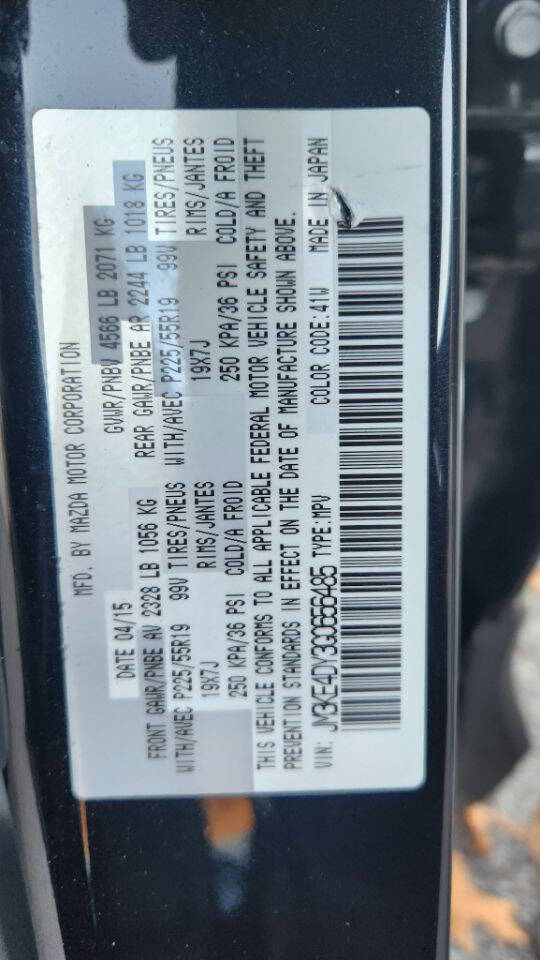 MFD. BY MAZDA MOTOR CORPORATION
DATE 04/15 GVWR/PNBV 4566 LB 2071 KG
FRONT GAWR/PNBE AV 2328 LB 1056 KG REAR GAWR/PNBE AR 2244 LB 1018 KG
WITH/AVEC P225/55R19 99V TIRES/PNEUS WITH/AVEC P225/55R19 99V TIRES/PNEUS
19X7J RIMS/JANTES 19X7J RIMS/JANTES
250 KPA/36 PSI COLD/A FROID 250 KPA/36 PSI COLD/A FROID
THIS VEHICLE CONFORMS TO ALL APPLICABLE FEDERAL MOTOR VEHICLE SAFETY AND THEFT
PREVENTION STANDARDS IN EFFECT ON THE DATE OF MANUFACTURE SHOWN ABOVE.
VIN: JM3KE4DY3G0656485 TYPE:MPV COLOR CODE:41W MADE IN JAPAN